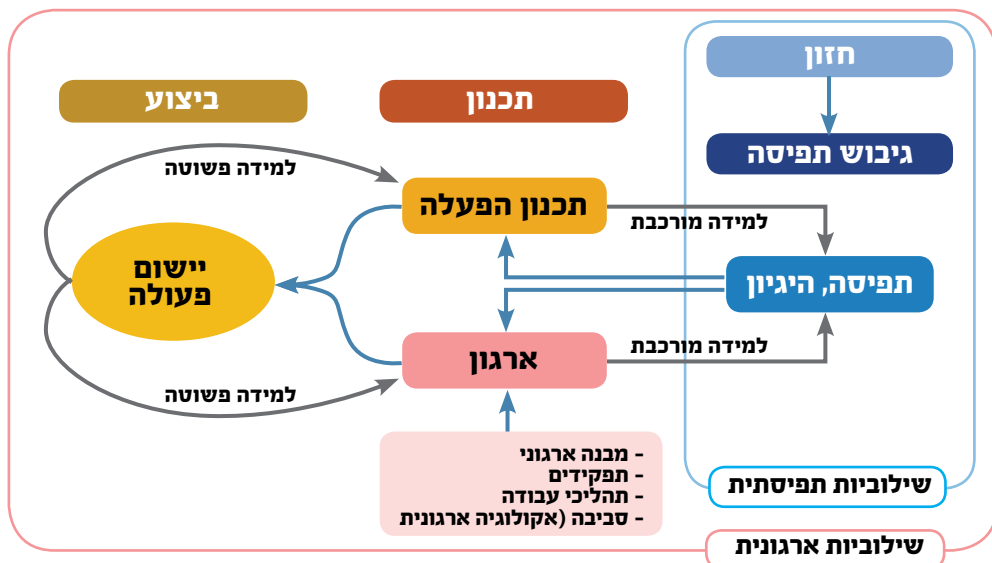 חזון
גיבוש תפיסה
תכנון
ביצוע
למידה פשוטה
תכנון הפעלה
למידה מורכבת
תפיסה, היגיון
יישום
פעולה
ארגון
למידה מורכבת
למידה פשוטה
- מבנה ארגוני
- תפקידים
- תהליכי עבודה
- סביבה (אקולוגיה ארגונית
שילוביות תפיסתית
שילוביות ארגונית